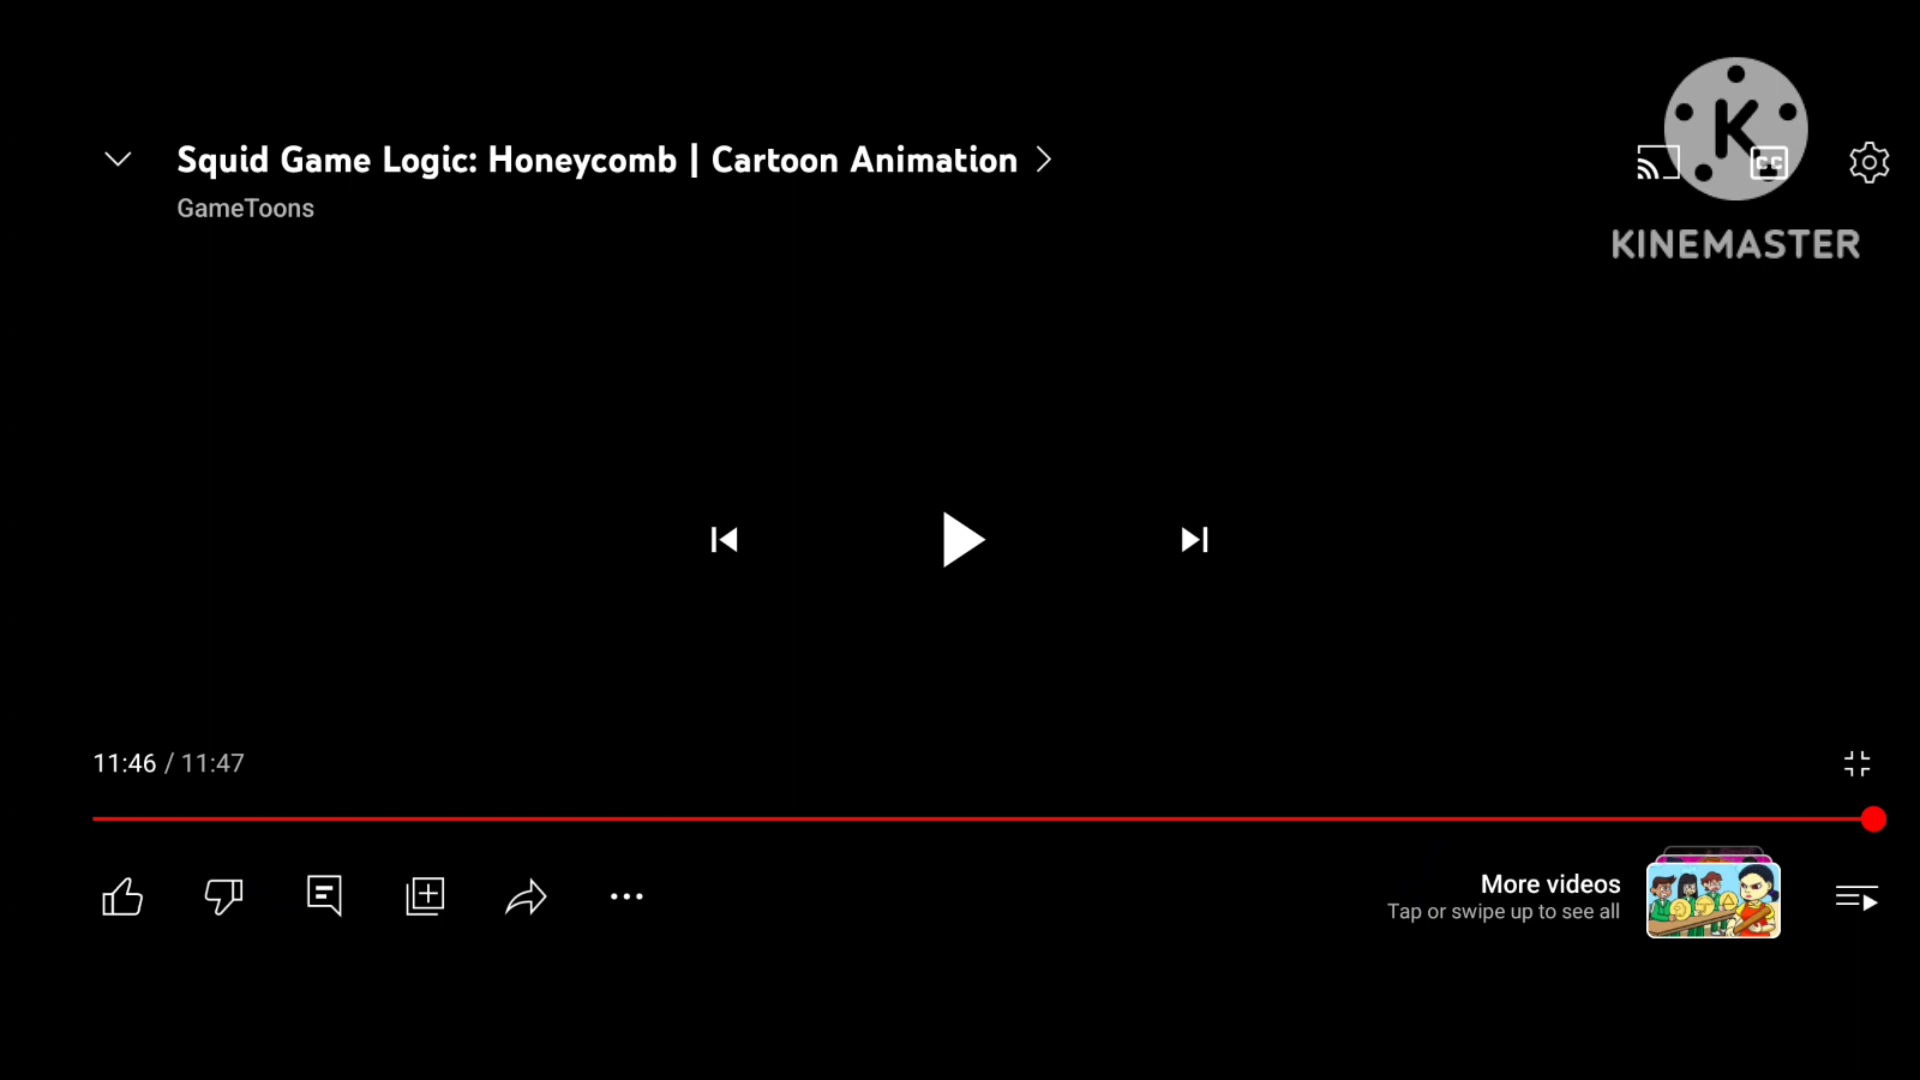 Squid Game Logic: Honeycomb | Cartoon Animation
GameToons
K
CC
KINEMASTER
11:46 / 11:47
More videos
Tap or swipe up to see all